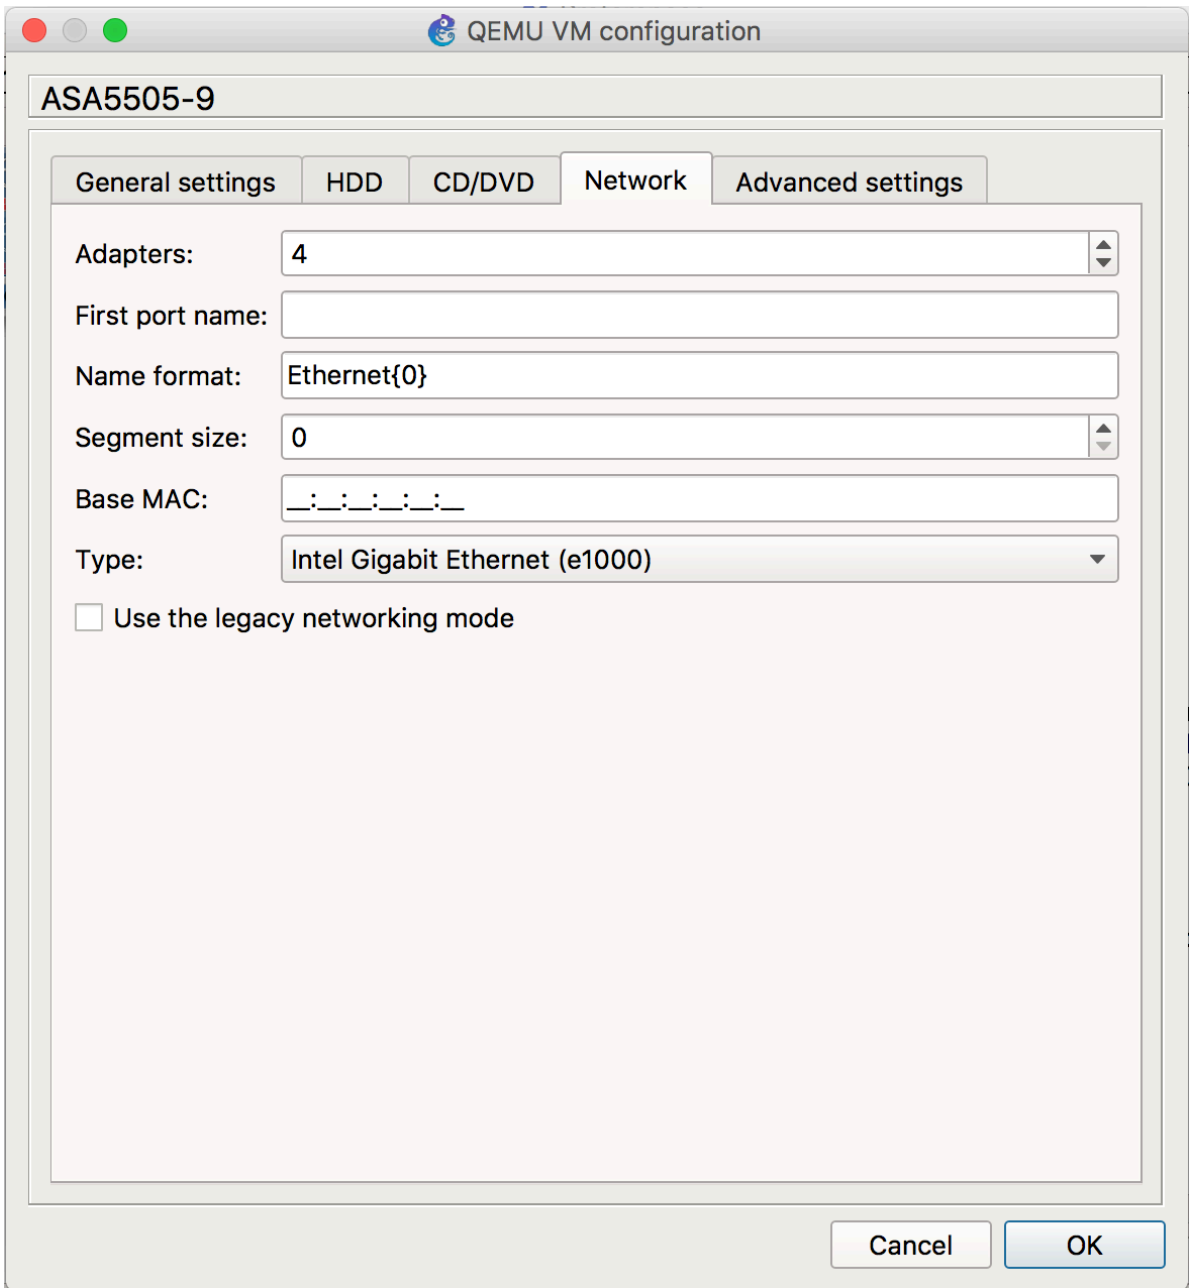 QEMU VM configuration
ASA5505-9
General settings HDD CD/DVD Network Advanced settings
Adapters: 4
First port name:
Name format: Ethernet{0}
Segment size: 0
Base MAC: __:__:__:__:__:__
Type: Intel Gigabit Ethernet (e1000)
Use the legacy networking mode
Cancel OK